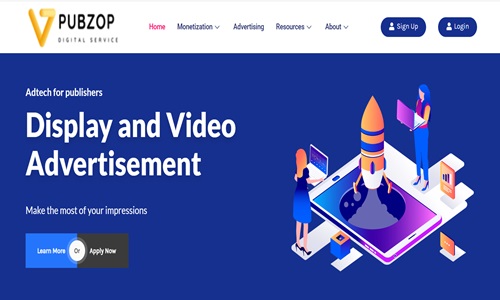 PUBZOP
DIGITAL SERVICE
Home Monetization Advertising Resources About Sign Up Login
Adtech for publishers
Display and Video
Advertisement
Make the most of your impressions
Learn More Or Apply Now